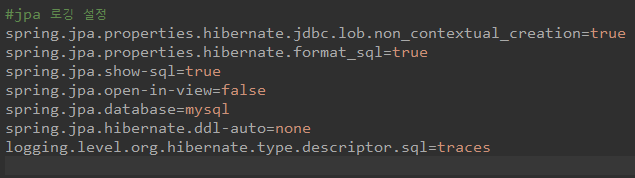 #jpa 로깅 설정
spring.jpa.properties.hibernate.jdbc.lob.non_contextual_creation=true
spring.jpa.properties.hibernate.format_sql=true
spring.jpa.show-sql=true
spring.jpa.open-in-view=false
spring.jpa.database=mysql
spring.jpa.hibernate.ddl-auto=none
logging.level.org.hibernate.type.descriptor.sql=traces